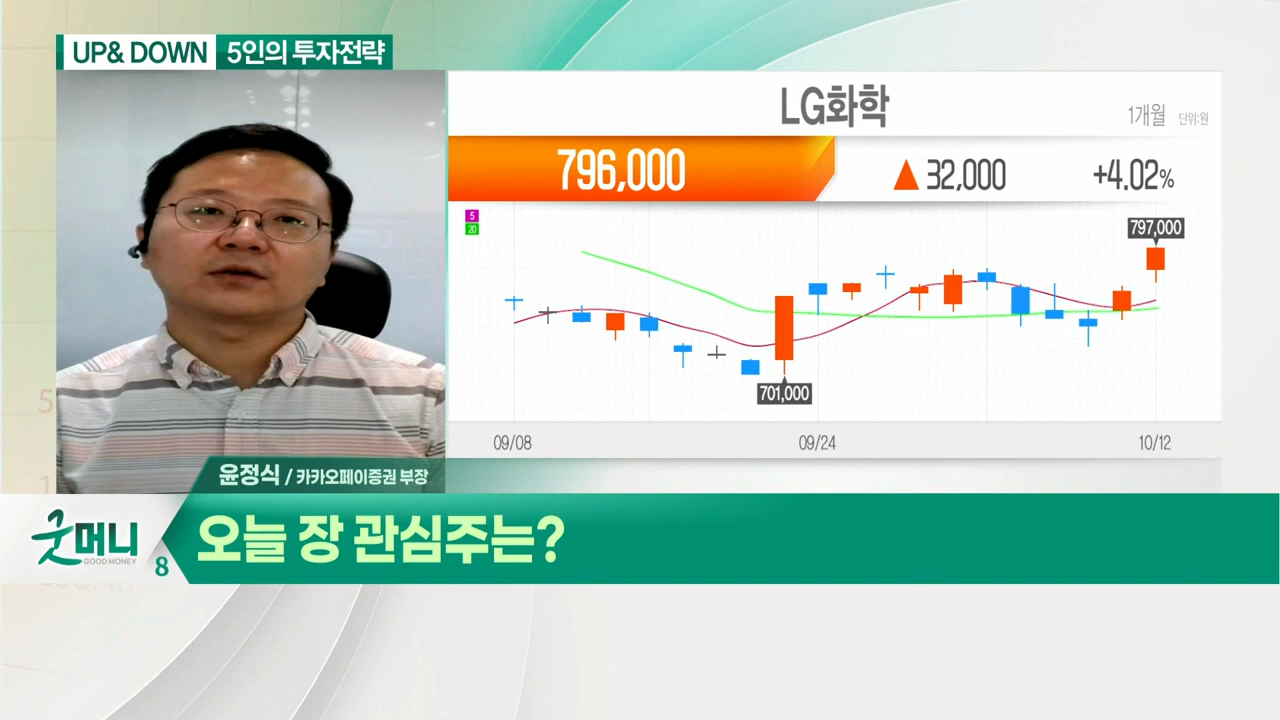 UP& DOWN 5인의 투자전략
LG화학
1개월 단위:원
796,000 ▲ 32,000 +4.02%
5
20
797,000
701,000
09/08 09/24 10/12
윤정식 / 카카오페이증권 부장
굿머니
GOOD MONEY
8
오늘 장 관심주는?